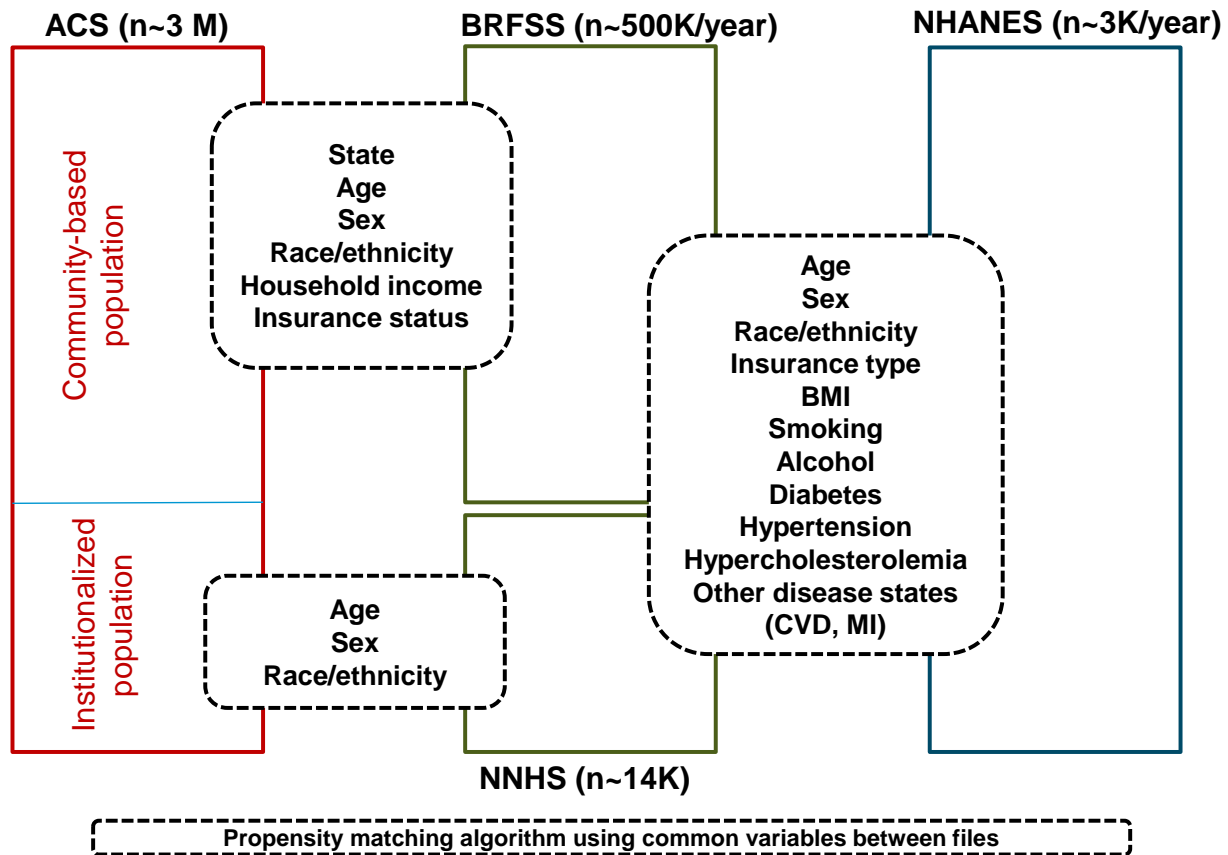 ACS (n~3 M)
BRFSS (n~500K/year)
NHANES (n~3K/year)
Community-based
population
State
Age
Sex
Race/ethnicity
Household income
Insurance status
Age
Sex
Race/ethnicity
Insurance type
BMI
Smoking
Alcohol
Diabetes
Hypertension
Hypercholesterolemia
Other disease states
(CVD, MI)
Institutionalized
population
Age
Sex
Race/ethnicity
NNHS (n~14K)
Propensity matching algorithm using common variables between files